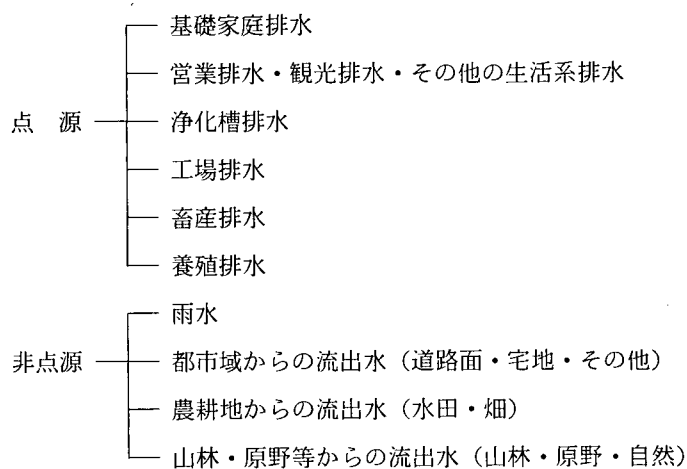 基礎家庭排水
営業排水・観光排水・その他の生活系排水
点　源
浄化槽排水
工場排水
畜産排水
養殖排水
雨水
非点源
都市域からの流出水（道路面・宅地・その他）
農耕地からの流出水（水田・畑）
山林・原野等からの流出水（山林・原野・自然）